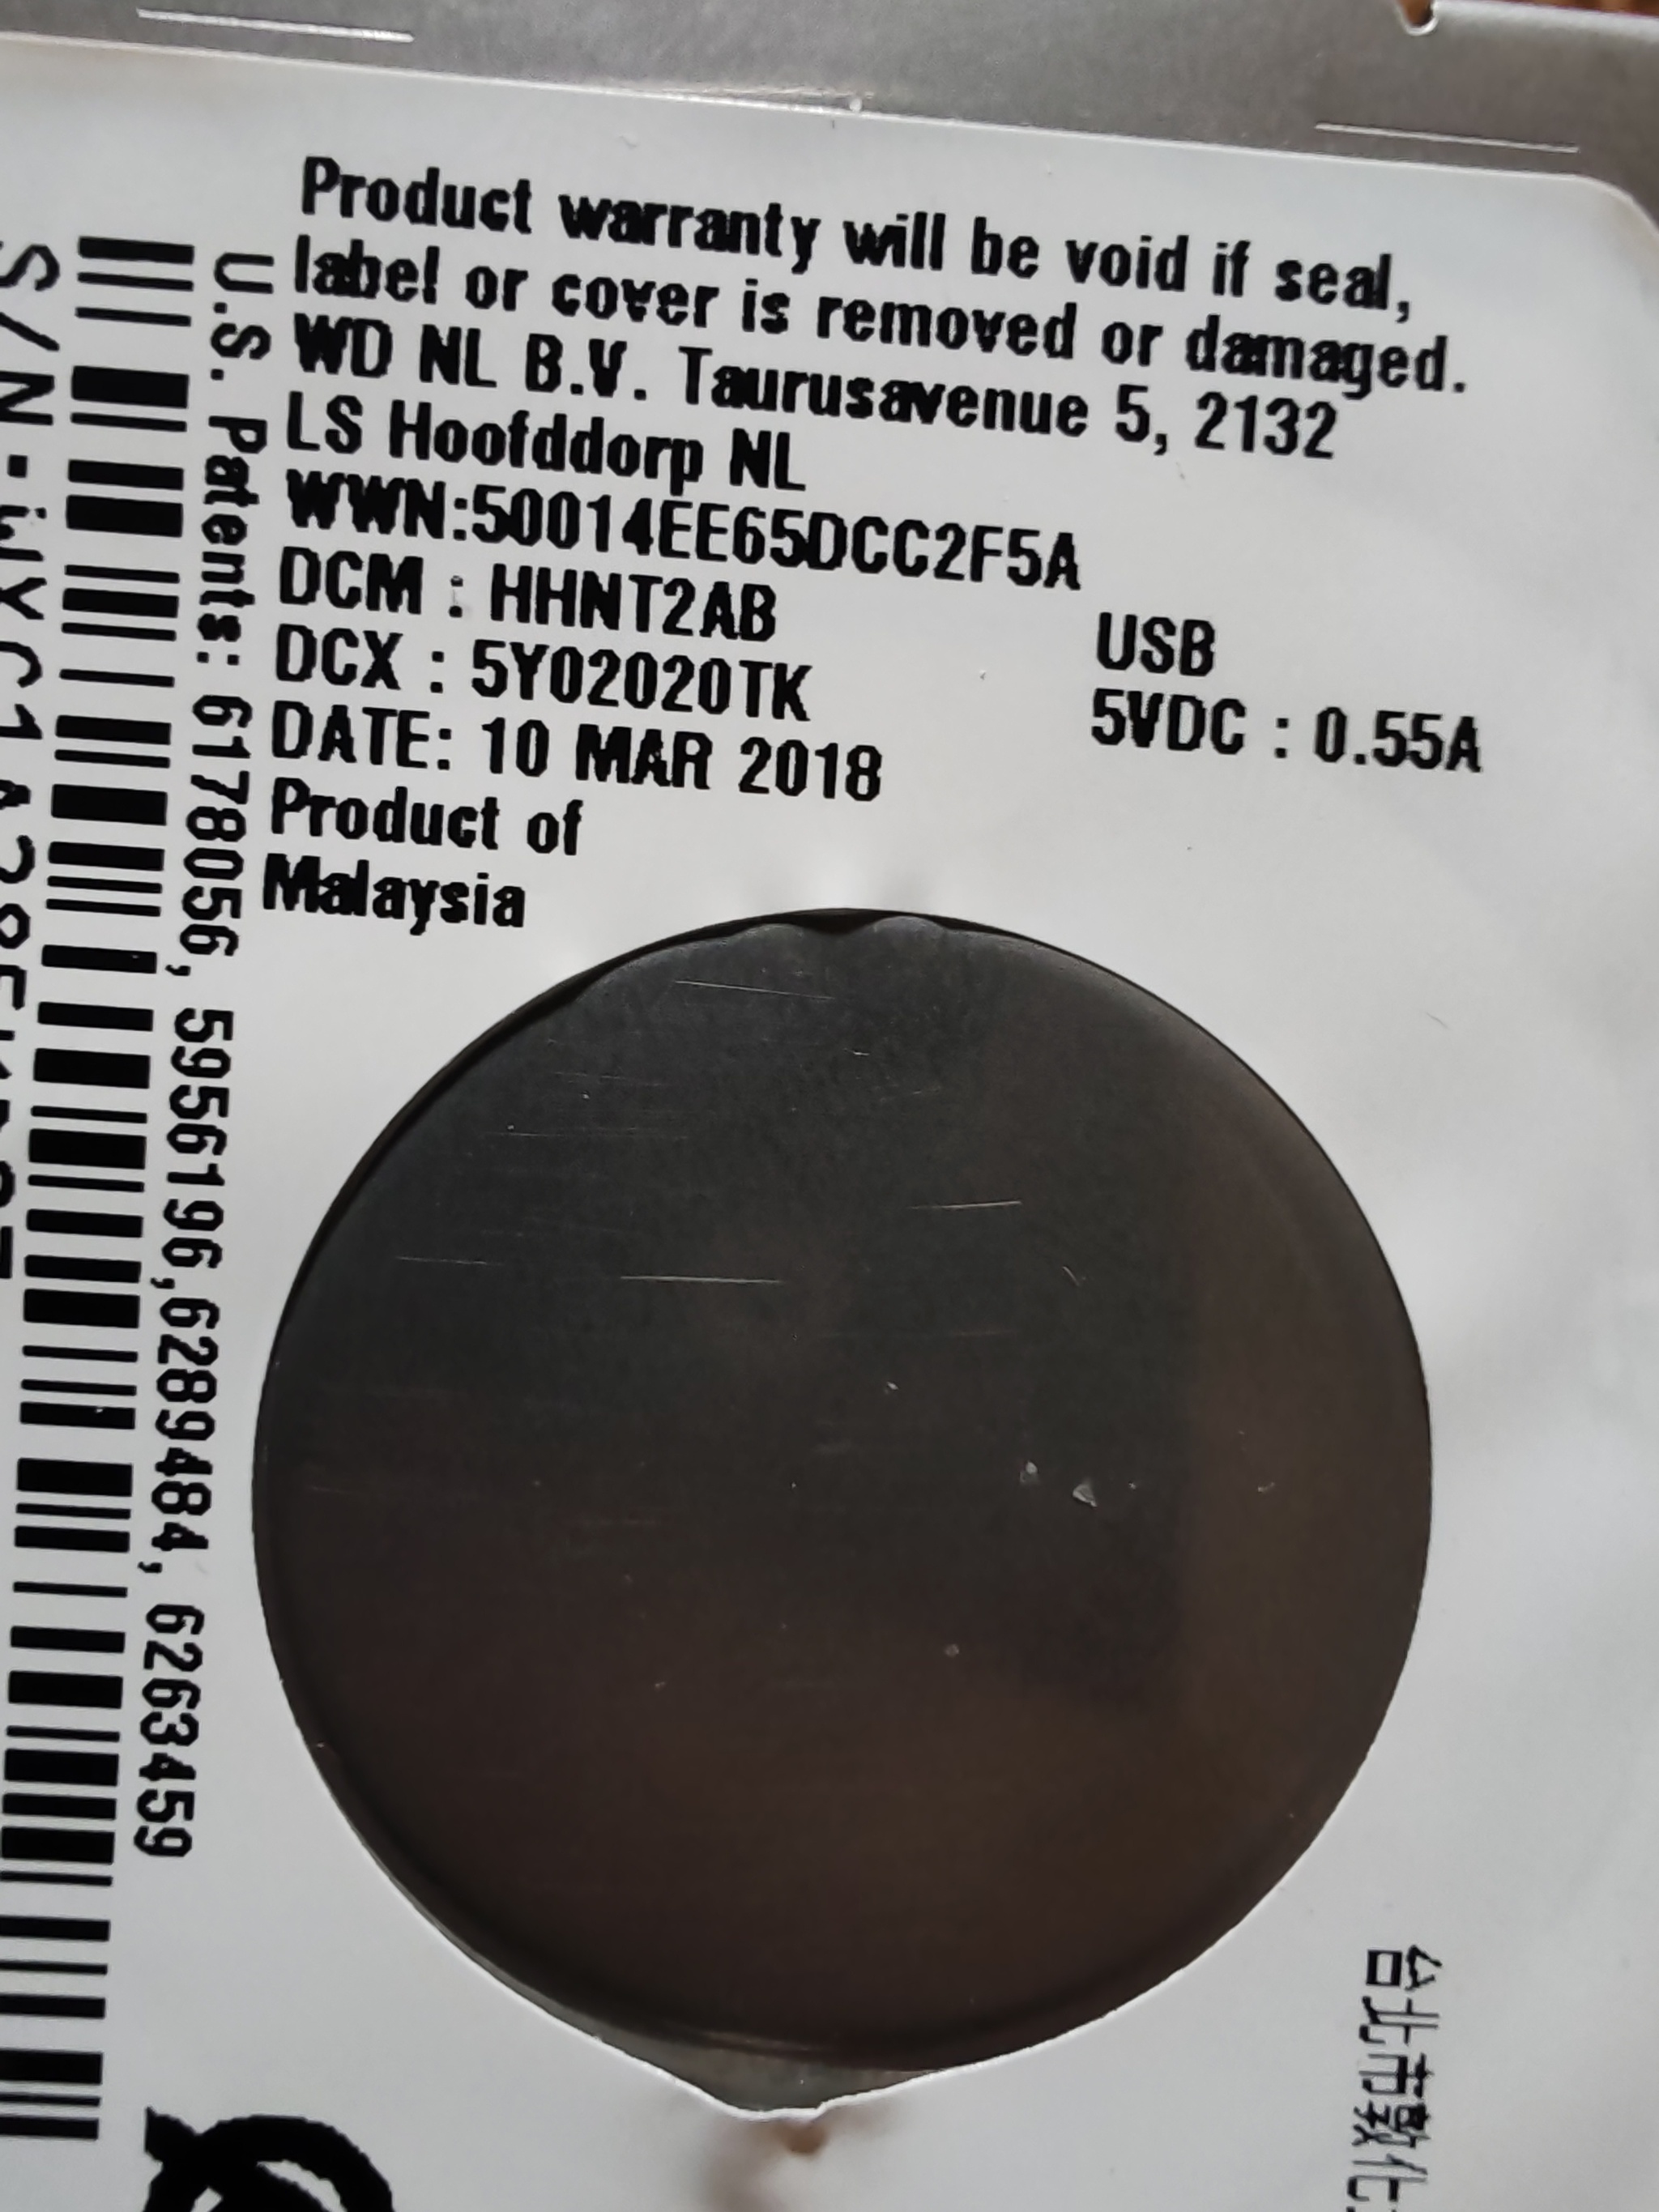 Product warranty will be void if seal,
label or cover is removed or damaged.
WD NL B.V. Taurusavenue 5, 2132
LS Hoofddorp NL
WWN:50014EE65DCC2F5A
DCM : HHNT2AB
DCX : 5Y02020TK
DATE: 10 MAR 2018
Product of
Malaysia
USB
5VDC : 0.55A
U.S. Patents: 6178056, 5956196,6289484, 6263459
S/N:
台北市敦化